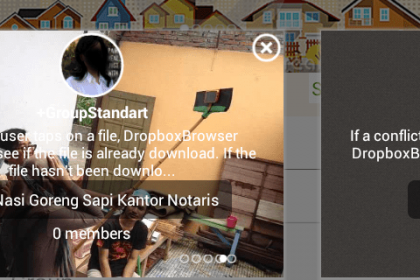 +GroupStandart
user taps on a file, DropboxBrowser
see if the file is already download. If the
file hasn't been downlo...
Nasi Goreng Sapi Kantor Notaris
0 members
S
If a conflic
DropboxB